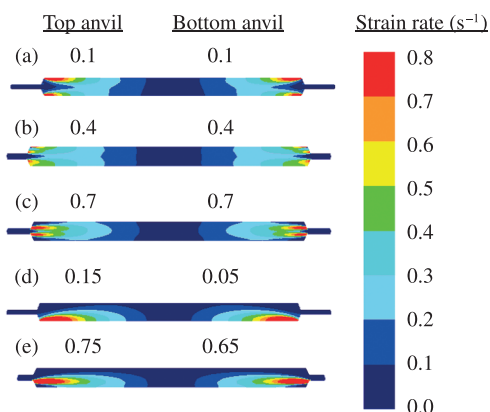 Top anvil Bottom anvil Strain rate (s⁻¹)
(a) 0.1 0.1 0.8
0.7
(b) 0.4 0.4 0.6
0.5
(c) 0.7 0.7 0.4
(d) 0.15 0.05 0.3
0.2
(e) 0.75 0.65 0.1
0.0